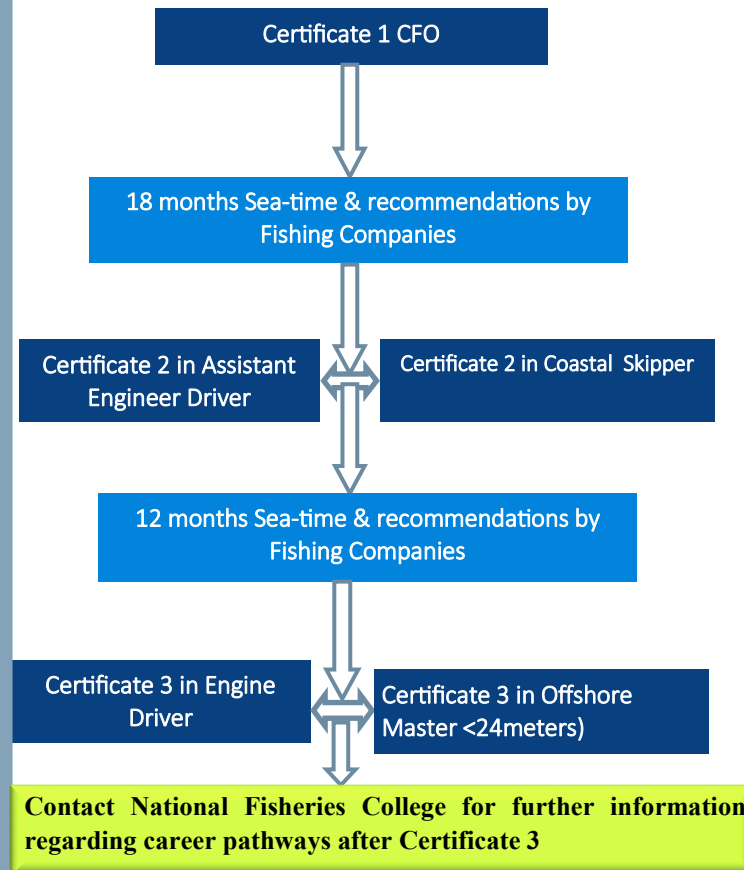 Certificate 1 CFO
18 months Sea-time & recommendations by
Fishing Companies
Certificate 2 in Assistant
Engineer Driver
Certificate 2 in Coastal Skipper
12 months Sea-time & recommendations by
Fishing Companies
Certificate 3 in Engine
Driver
Certificate 3 in Offshore
Master <24meters)
Contact National Fisheries College for further information
regarding career pathways after Certificate 3